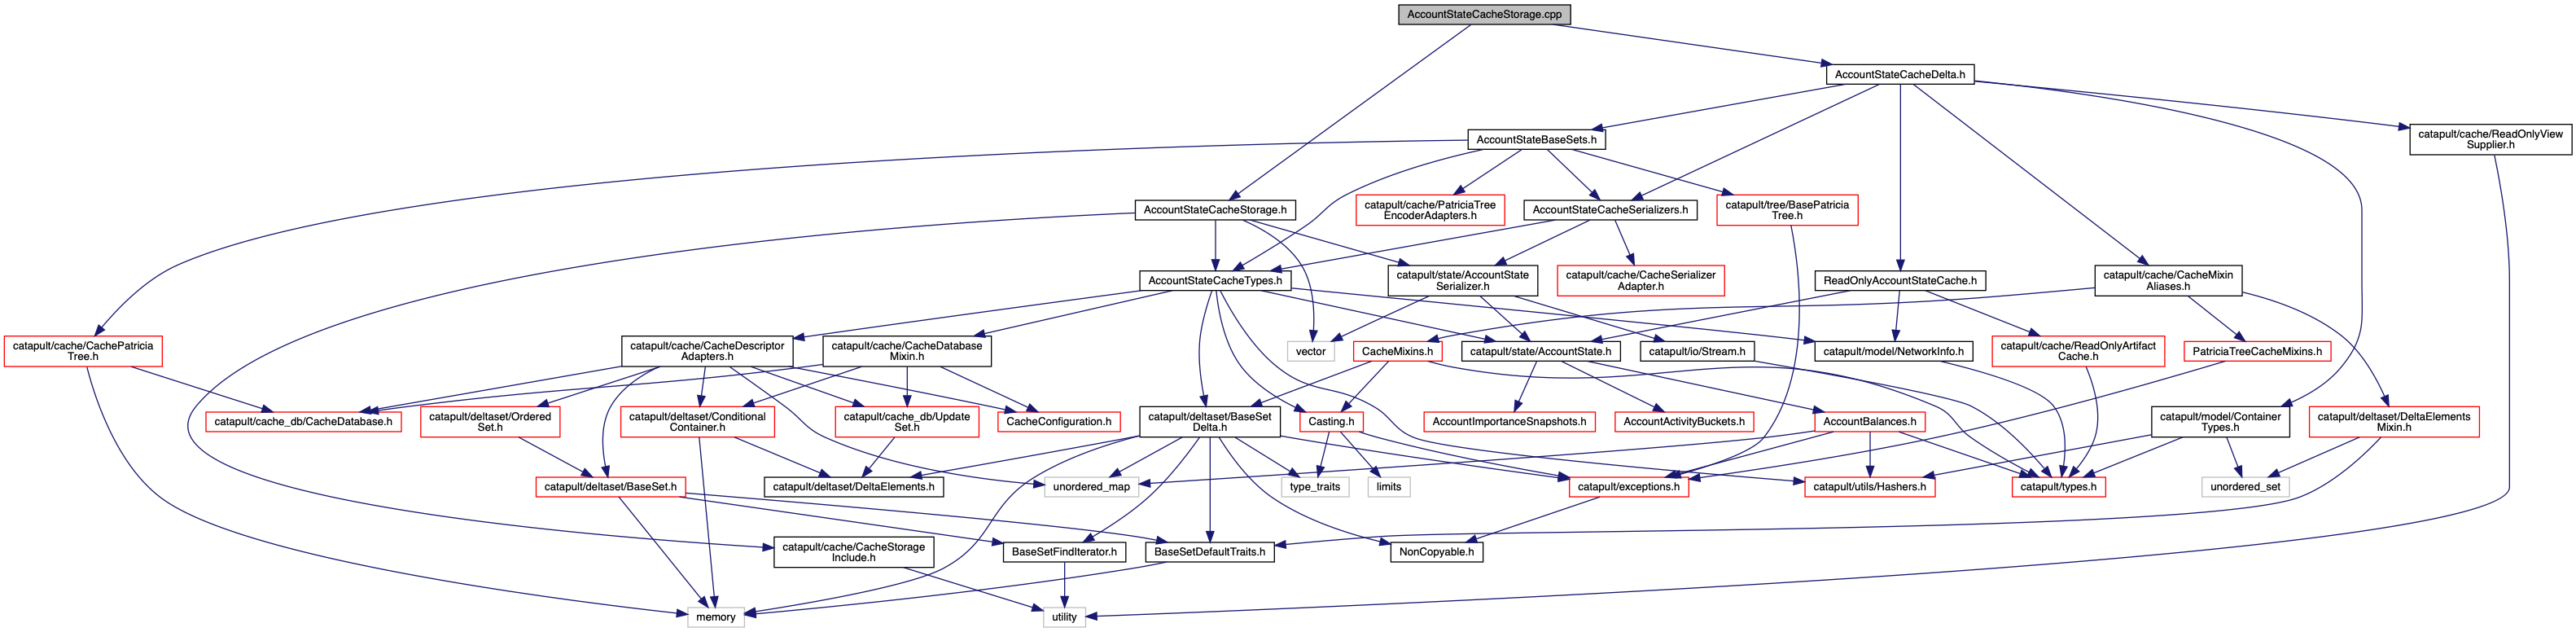 AccountStateCacheStorage.cpp
AccountStateCacheDelta.h
AccountStateBaseSets.h
catapult/cache/ReadOnlyView
Supplier.h
AccountStateCacheStorage.h
catapult/cache/PatriciaTree
EncoderAdapters.h
AccountStateCacheSerializers.h
catapult/tree/BasePatricia
Tree.h
AccountStateCacheTypes.h
catapult/state/AccountState
Serializer.h
catapult/cache/CacheSerializer
Adapter.h
ReadOnlyAccountStateCache.h
catapult/cache/CacheMixin
Aliases.h
catapult/cache/CachePatricia
Tree.h
catapult/cache/CacheDescriptor
Adapters.h
catapult/cache/CacheDatabase
Mixin.h
vector
CacheMixins.h
catapult/state/AccountState.h
catapult/io/Stream.h
catapult/model/NetworkInfo.h
catapult/cache/ReadOnlyArtifact
Cache.h
PatriciaTreeCacheMixins.h
catapult/cache_db/CacheDatabase.h
catapult/deltaset/Ordered
Set.h
catapult/deltaset/Conditional
Container.h
catapult/cache_db/Update
Set.h
CacheConfiguration.h
catapult/deltaset/BaseSet
Delta.h
Casting.h
AccountImportanceSnapshots.h
AccountActivityBuckets.h
AccountBalances.h
catapult/model/Container
Types.h
catapult/deltaset/DeltaElements
Mixin.h
catapult/deltaset/BaseSet.h
catapult/deltaset/DeltaElements.h
unordered_map
type_traits
limits
catapult/exceptions.h
catapult/utils/Hashers.h
catapult/types.h
unordered_set
catapult/cache/CacheStorage
Include.h
BaseSetFindIterator.h
BaseSetDefaultTraits.h
NonCopyable.h
memory
utility